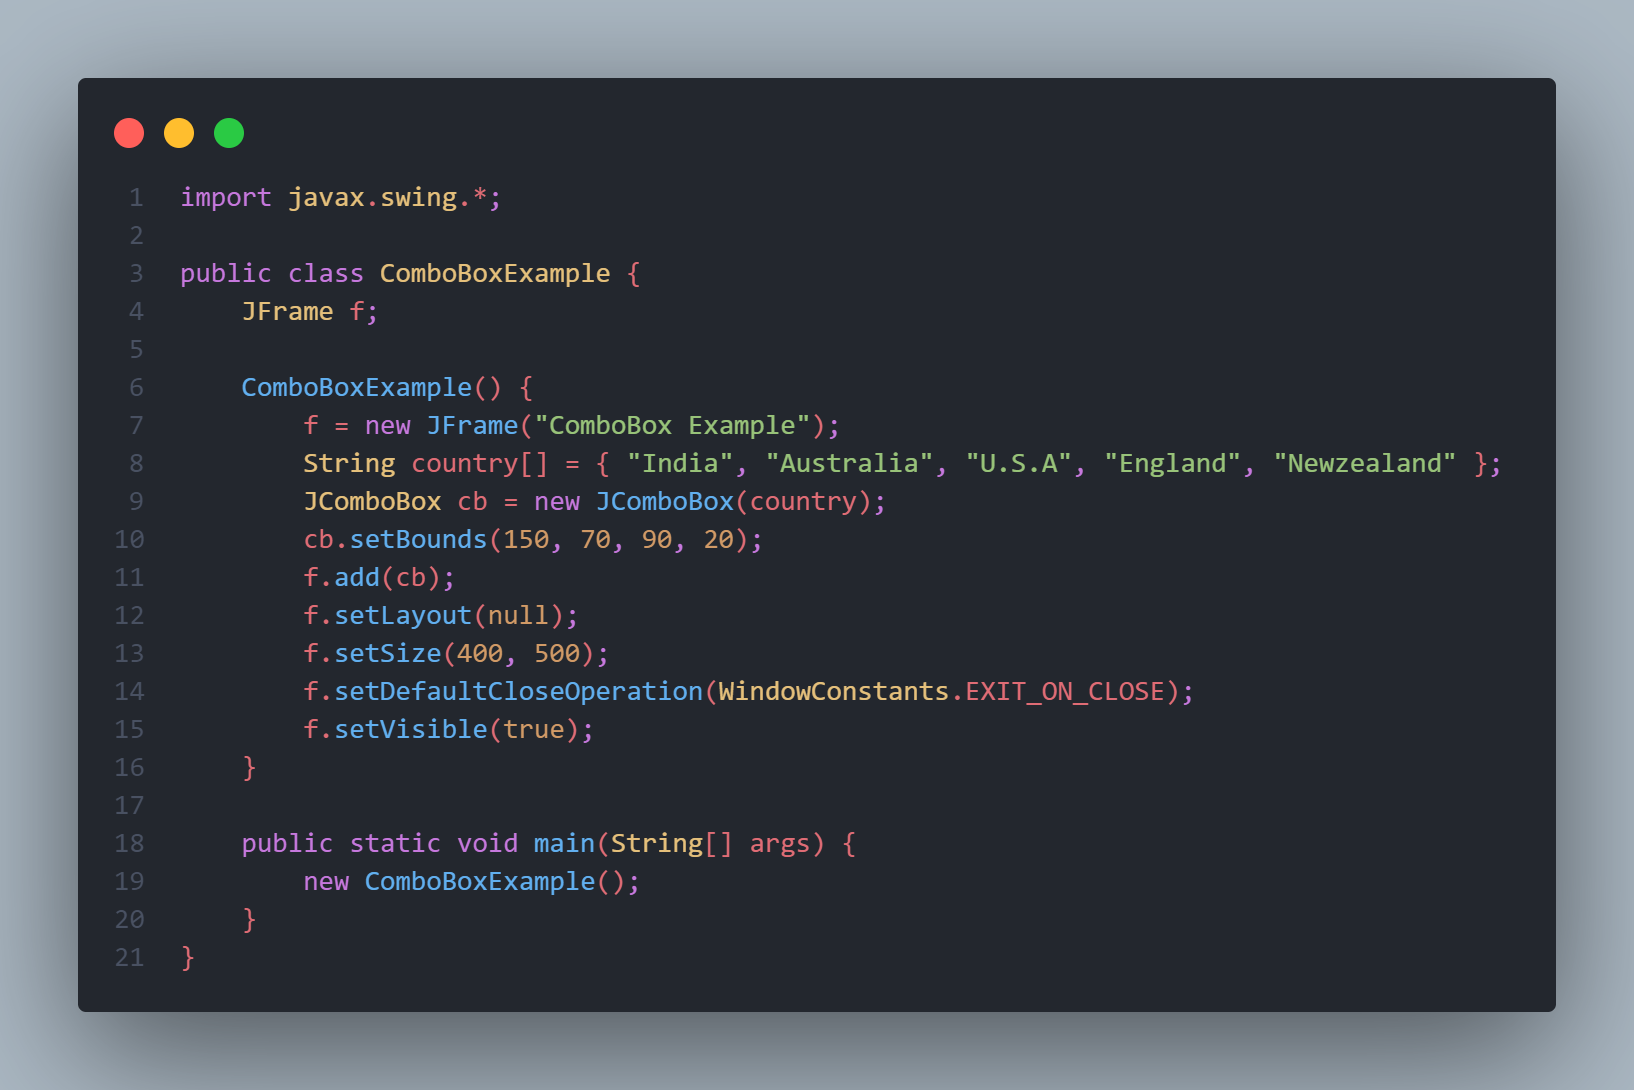 1 import javax.swing.*;
2
3 public class ComboBoxExample {
4     JFrame f;
5
6     ComboBoxExample() {
7         f = new JFrame("ComboBox Example");
8         String country[] = { "India", "Australia", "U.S.A", "England", "Newzealand" };
9         JComboBox cb = new JComboBox(country);
10         cb.setBounds(150, 70, 90, 20);
11         f.add(cb);
12         f.setLayout(null);
13         f.setSize(400, 500);
14         f.setDefaultCloseOperation(WindowConstants.EXIT_ON_CLOSE);
15         f.setVisible(true);
16     }
17
18     public static void main(String[] args) {
19         new ComboBoxExample();
20     }
21 }